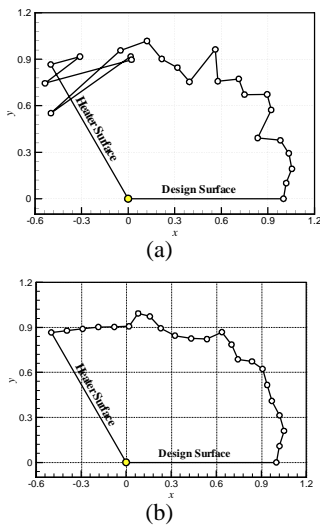 1.2
0.9
y
0.6
0.3
0
Heater Surface
Design Surface
-0.6 -0.3 0 0.3 0.6 0.9 1.2
x
(a)
1.2
0.9
y
0.6
0.3
0
Heater Surface
Design Surface
-0.6 -0.3 0 0.3 0.6 0.9 1.2
x
(b)